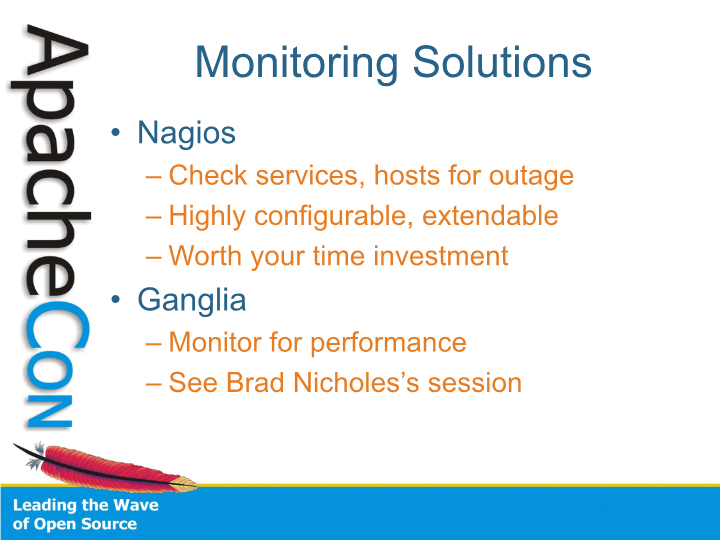 ApacheCon
Monitoring Solutions
• Nagios
– Check services, hosts for outage
– Highly configurable, extendable
– Worth your time investment
• Ganglia
– Monitor for performance
– See Brad Nicholes’s session
Leading the Wave
of Open Source